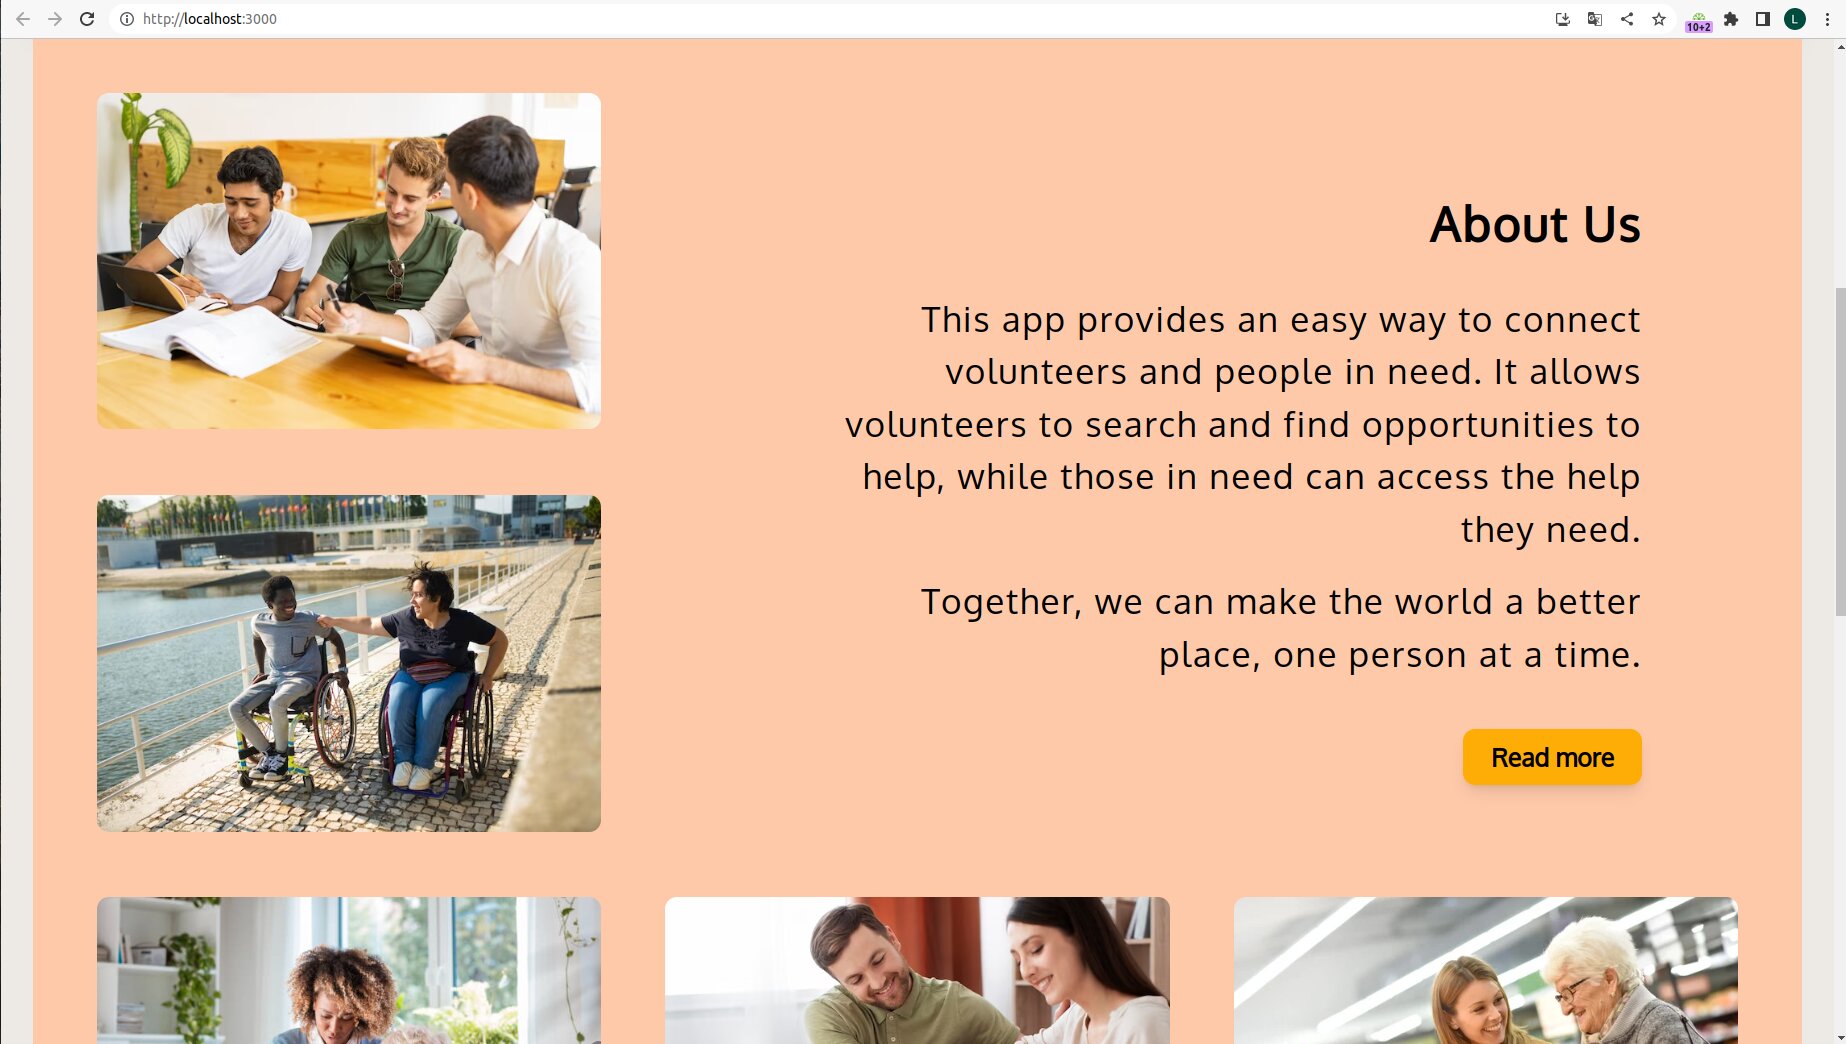 http://localhost:3000
10+2
L
About Us
This app provides an easy way to connect
volunteers and people in need. It allows
volunteers to search and find opportunities to
help, while those in need can access the help
they need.
Together, we can make the world a better
place, one person at a time.
Read more